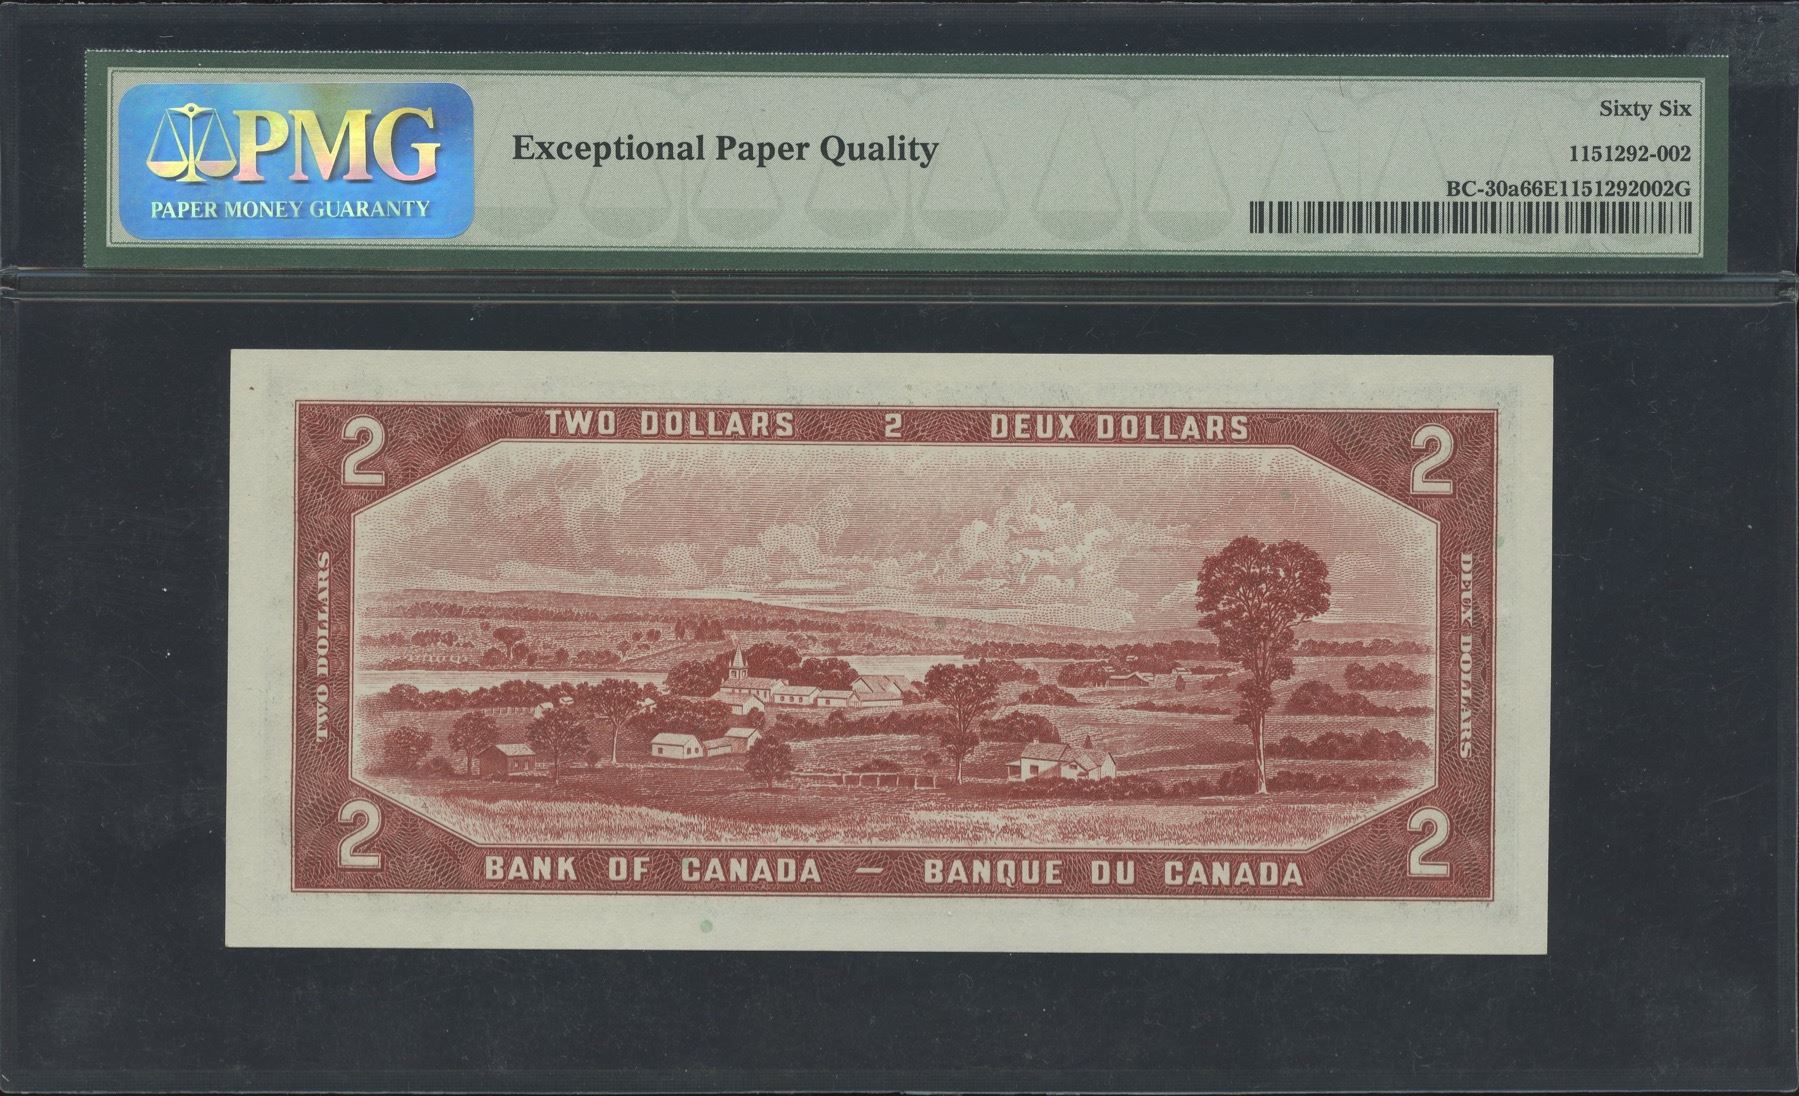 PMG
PAPER MONEY GUARANTY
Exceptional Paper Quality
Sixty Six
1151292-002
BC-30a66E1151292002G
2 TWO DOLLARS 2 DEUX DOLLARS 2
TWO DOLLARS
DEUX DOLLARS
2 BANK OF CANADA — BANQUE DU CANADA 2